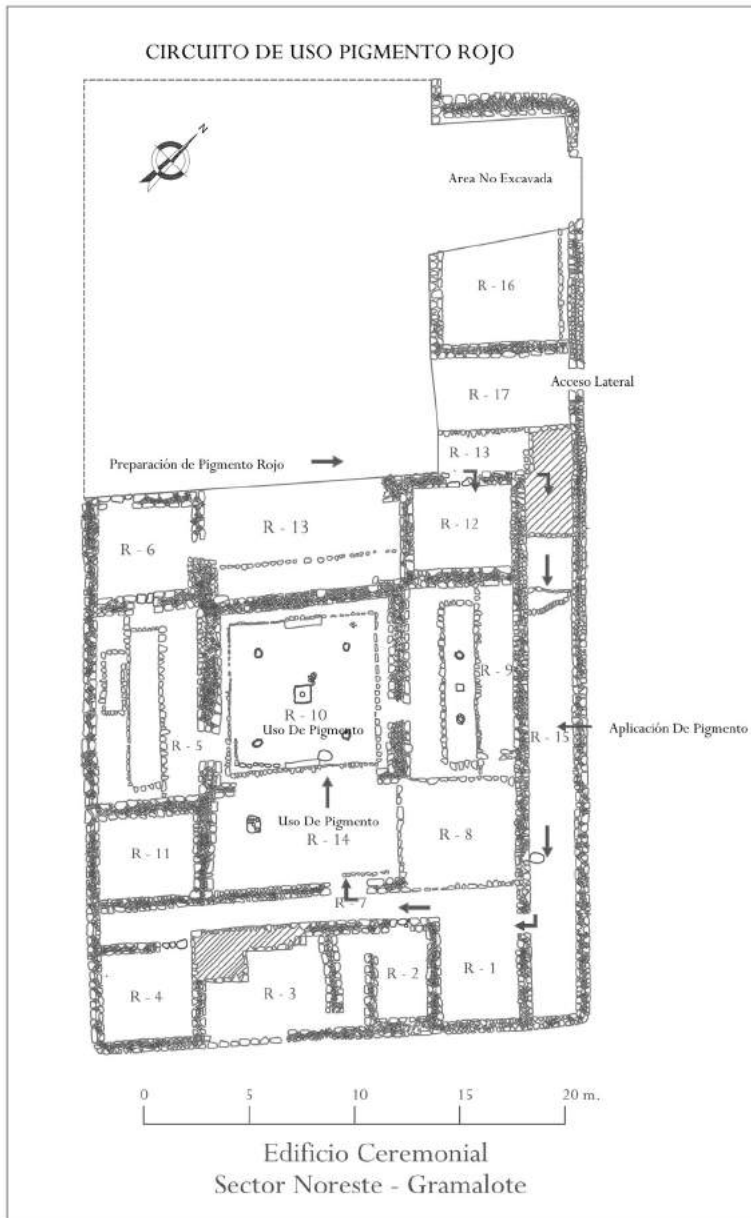 CIRCUITO DE USO PIGMENTO ROJO
N
Area No Excavada
R - 16
Acceso Lateral
R - 17
R - 13
Preparación de Pigmento Rojo
R - 6
R - 13
R - 12
R - 9
R - 10
Uso De Pigmento
R - 5
R - 15
Aplicación De Pigmento
Uso De Pigmento
R - 14
R - 8
R - 11
R - 7
R - 4
R - 3
R - 2
R - 1
0 5 10 15 20 m.
Edificio Ceremonial
Sector Noreste - Gramalote